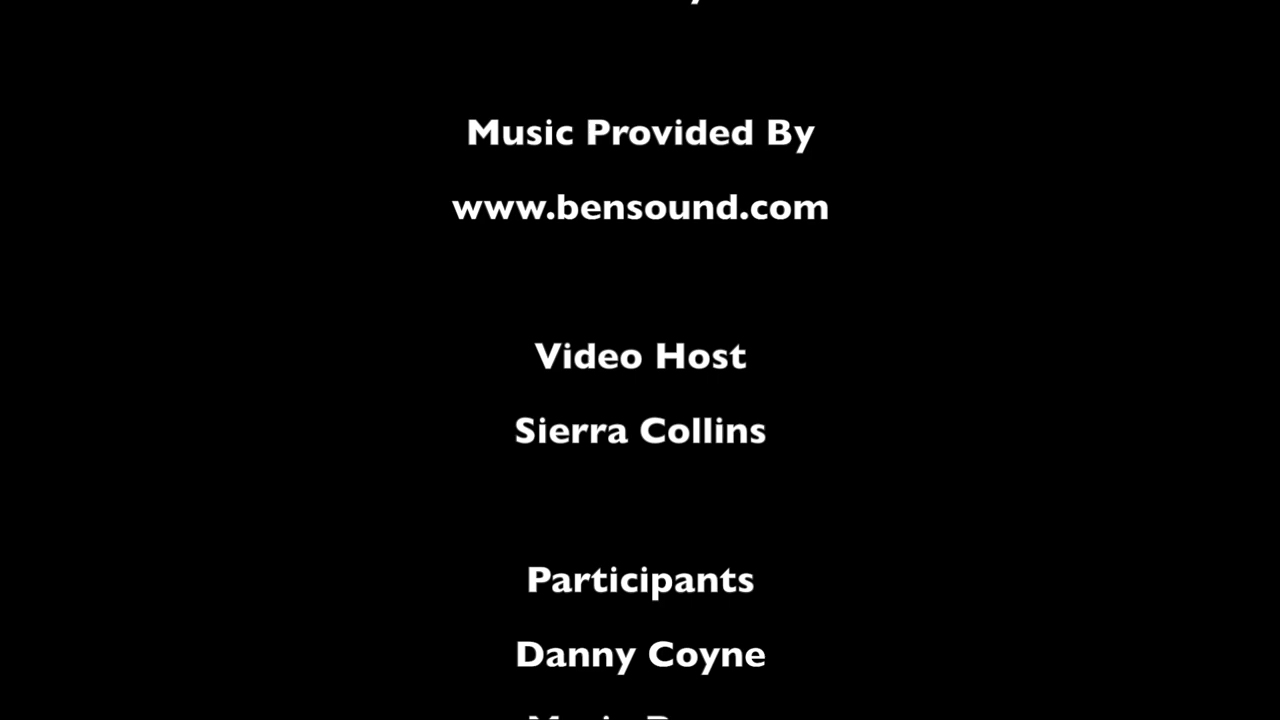 Music Provided By
www.bensound.com
Video Host
Sierra Collins
Participants
Danny Coyne